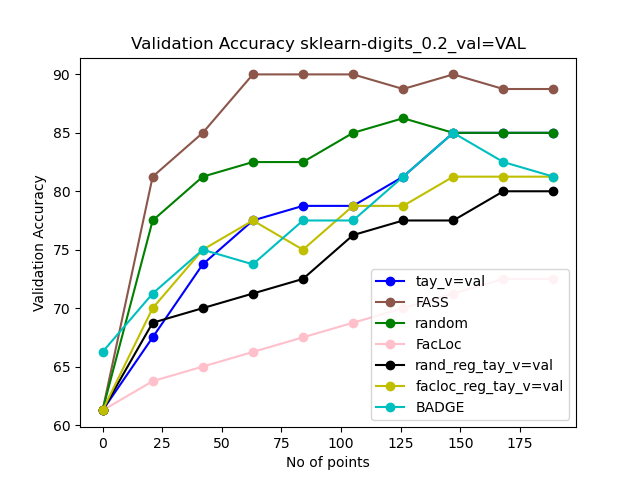 Validation Accuracy sklearn-digits_0.2_val=VAL
90
85
80
75
70
65
60
Validation Accuracy
tay_v=val
FASS
random
FacLoc
rand_reg_tay_v=val
facloc_reg_tay_v=val
BADGE
0 25 50 75 100 125 150 175
No of points